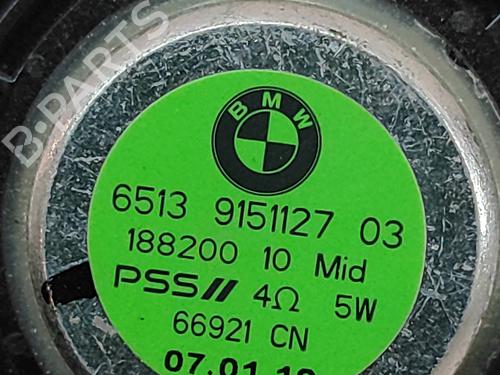 B-PARTS
BMW
6513 9151127 03
188200 10 Mid
PSS// 4Ω 5W
66921 CN